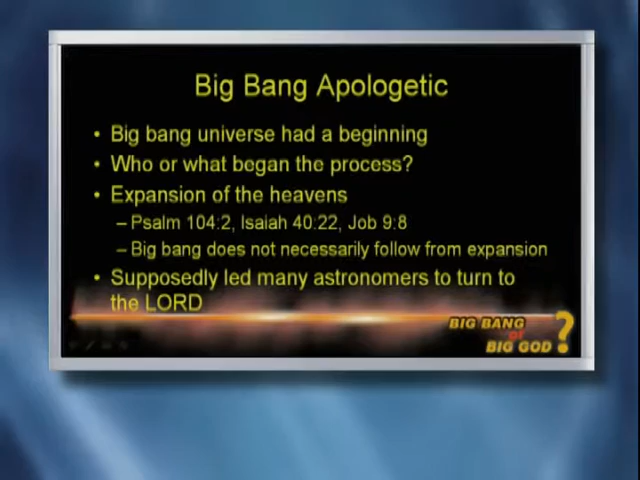 Big Bang Apologetic
• Big bang universe had a beginning
• Who or what began the process?
• Expansion of the heavens
– Psalm 104:2, Isaiah 40:22, Job 9:8
– Big bang does not necessarily follow from expansion
• Supposedly led many astronomers to turn to
the LORD
BIG BANG
or
BIG GOD?